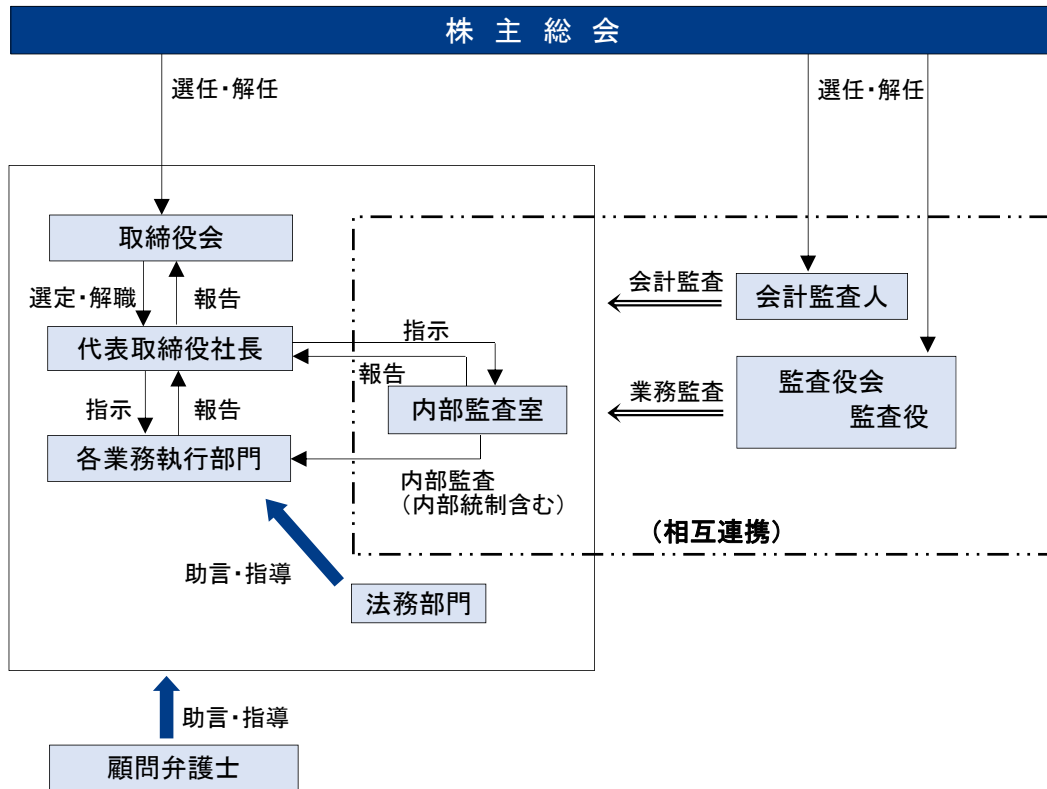 株 主 総 会
選任・解任
選任・解任
取締役会
会計監査
会計監査人
選定・解職
報告
指示
代表取締役社長
報告
監査役会
監査役
業務監査
内部監査室
指示
報告
各業務執行部門
内部監査
（内部統制含む）
（相互連携）
助言・指導
法務部門
助言・指導
顧問弁護士